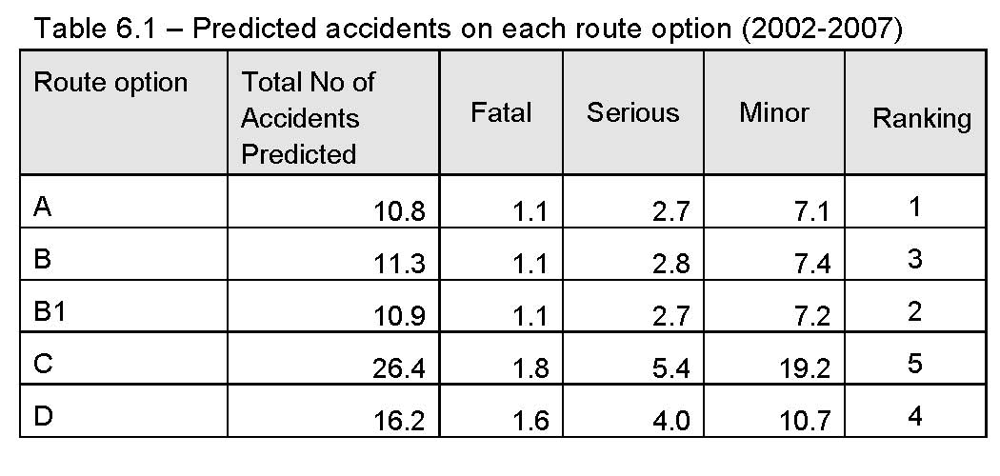 Table 6.1 – Predicted accidents on each route option (2002-2007)
Route option Total No of Accidents Predicted Fatal Serious Minor Ranking
A 10.8 1.1 2.7 7.1 1
B 11.3 1.1 2.8 7.4 3
B1 10.9 1.1 2.7 7.2 2
C 26.4 1.8 5.4 19.2 5
D 16.2 1.6 4.0 10.7 4